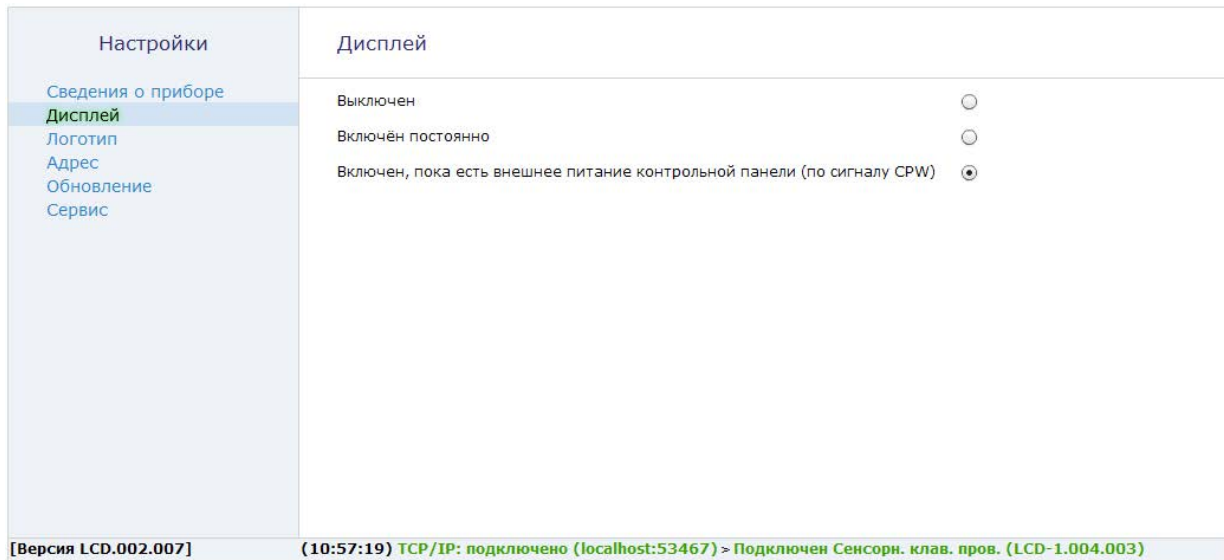 Настройки
Сведения о приборе
Дисплей
Логотип
Адрес
Обновление
Сервис
Дисплей
Выключен
Включён постоянно
Включен, пока есть внешнее питание контрольной панели (по сигналу CPW)
[Версия LCD.002.007]
(10:57:19) TCP/IP: подключено (localhost:53467) > Подключен Сенсорн. клав. пров. (LCD-1.004.003)